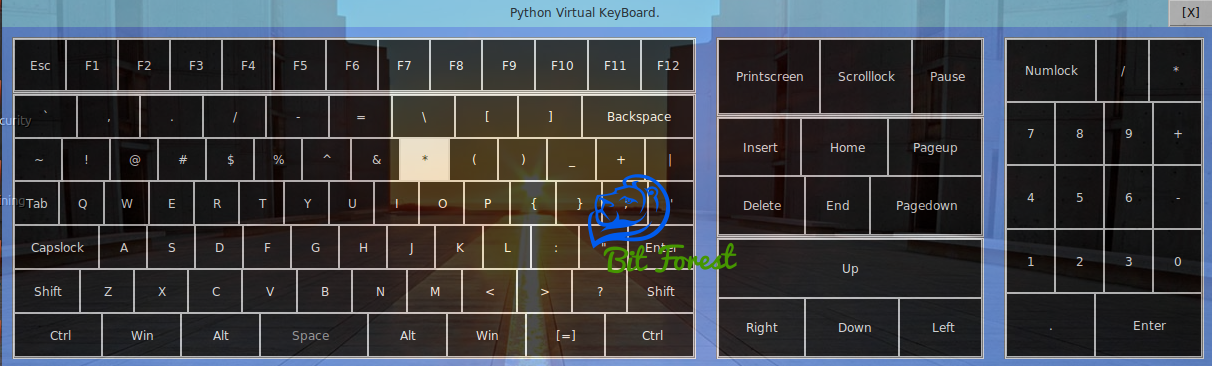 Python Virtual KeyBoard.
[X]
Esc F1 F2 F3 F4 F5 F6 F7 F8 F9 F10 F11 F12
Printscreen Scrolllock Pause
Numlock / *
curity
` , . / - = \ [ ] Backspace
~ ! @ # $ % ^ & * ( ) _ + |
Insert Home Pageup
7 8 9 +
ning
Tab Q W E R T Y U I O P { } ; '
Delete End Pagedown
4 5 6 -
Capslock A S D F G H J K L : " Enter
Bit Forest
Up
1 2 3 0
Shift Z X C V B N M < > ? Shift
Ctrl Win Alt Space Alt Win [=] Ctrl
Right Down Left
. Enter